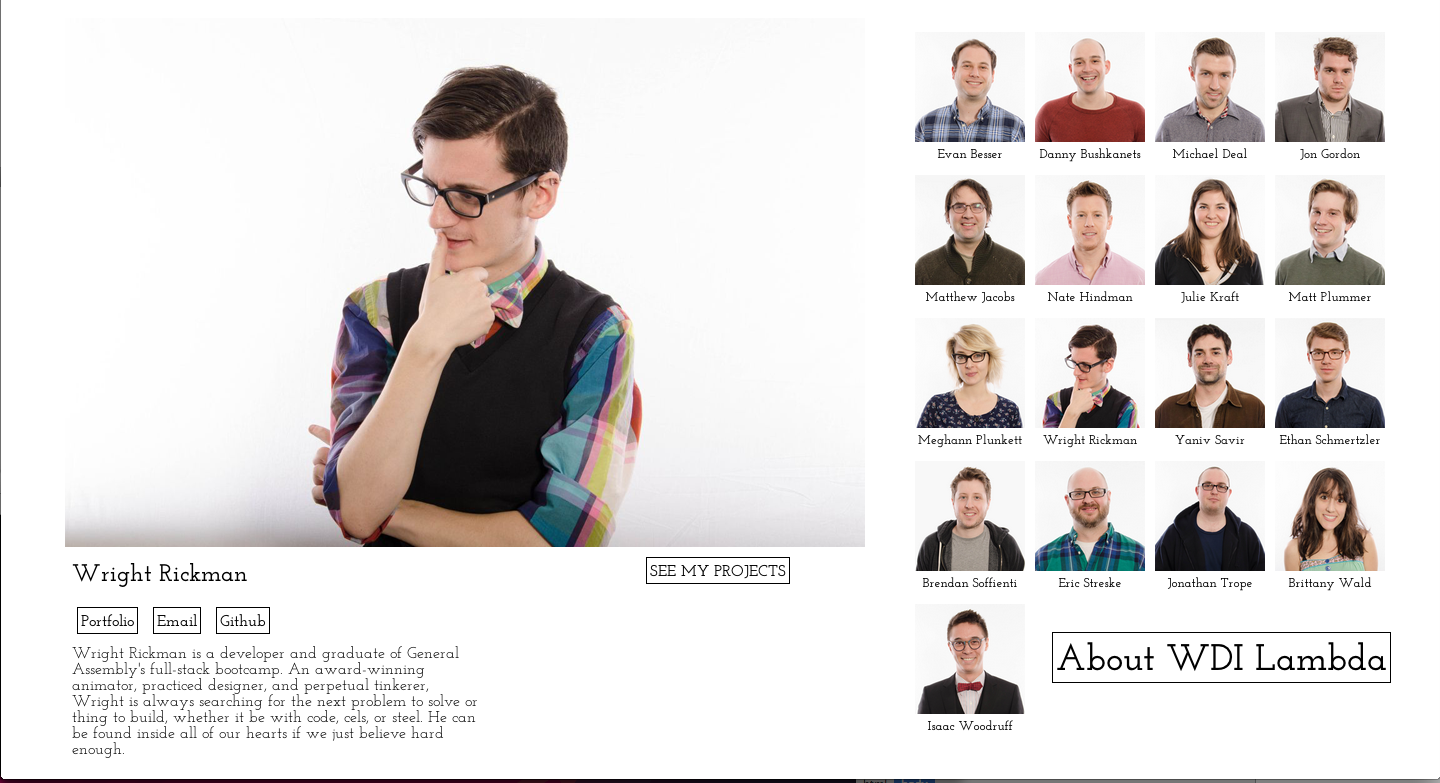 Wright Rickman
SEE MY PROJECTS
Portfolio
Email
Github
Wright Rickman is a developer and graduate of General
Assembly's full-stack bootcamp. An award-winning
animator, practiced designer, and perpetual tinkerer,
Wright is always searching for the next problem to solve or
thing to build, whether it be with code, cels, or steel. He can
be found inside all of our hearts if we just believe hard
enough.
Evan Besser
Danny Bushkanets
Michael Deal
Jon Gordon
Matthew Jacobs
Nate Hindman
Julie Kraft
Matt Plummer
Meghann Plunkett
Wright Rickman
Yaniv Savir
Ethan Schmertzler
Brendan Soffienti
Eric Streske
Jonathan Trope
Brittany Wald
Isaac Woodruff
About WDI Lambda